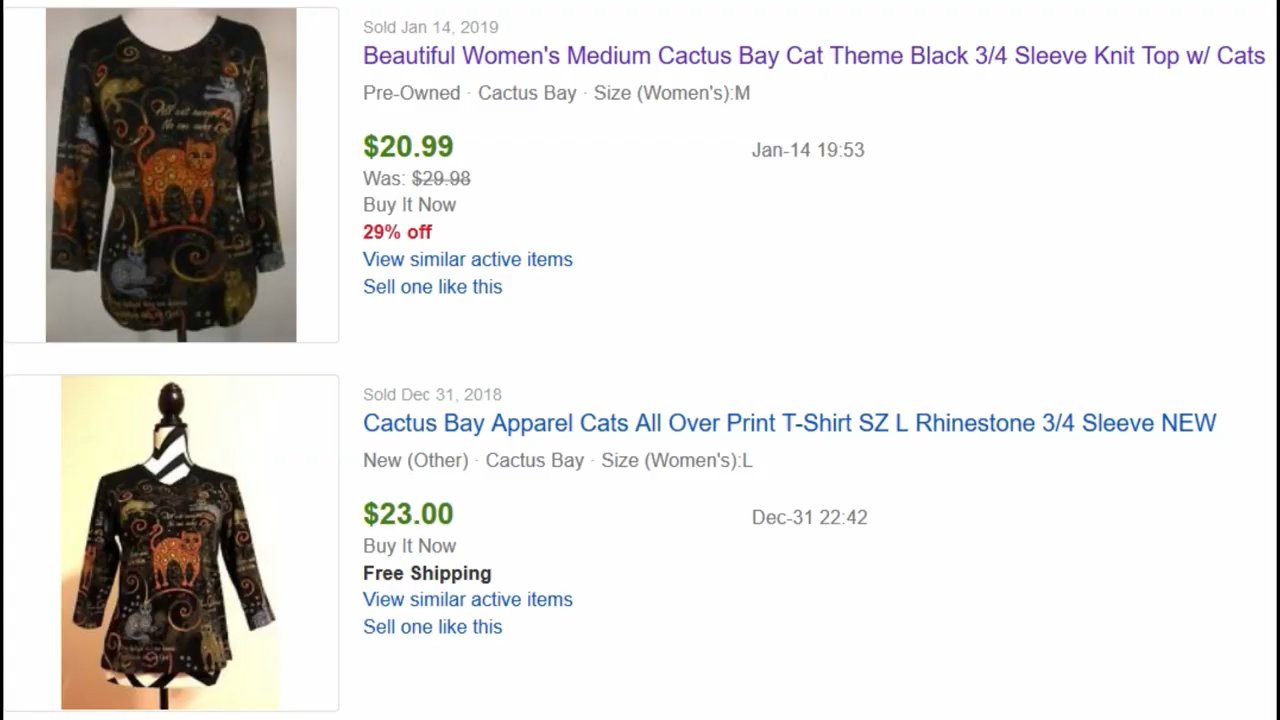 Sold Jan 14, 2019
Beautiful Women's Medium Cactus Bay Cat Theme Black 3/4 Sleeve Knit Top w/ Cats
Pre-Owned · Cactus Bay · Size (Women's):M
$20.99 Jan-14 19:53
Was: $29.98
Buy It Now
29% off
View similar active items
Sell one like this
Sold Dec 31, 2018
Cactus Bay Apparel Cats All Over Print T-Shirt SZ L Rhinestone 3/4 Sleeve NEW
New (Other) · Cactus Bay · Size (Women's):L
$23.00 Dec-31 22:42
Buy It Now
Free Shipping
View similar active items
Sell one like this